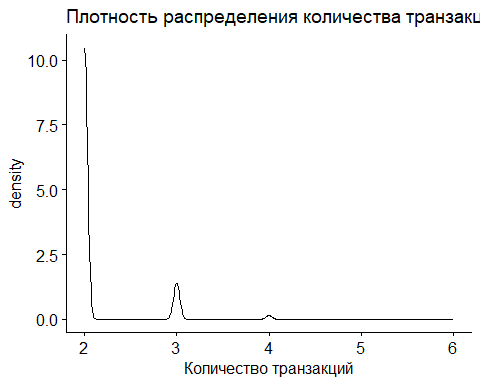 Плотность распределения количества транзакц
10.0
7.5
5.0
2.5
0.0
density
2 3 4 5 6
Количество транзакций